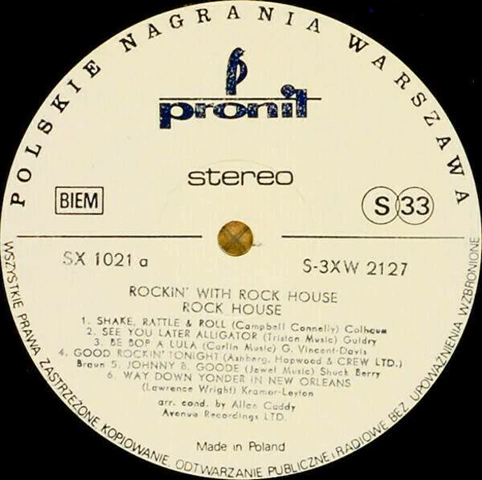 POLSKIE NAGRANIA WARSZAWA
pronit
stereo
BIEM
S 33
SX 1021 a
S-3XW 2127
ROCKIN' WITH ROCK HOUSE
ROCK HOUSE
1. SHAKE, RATTLE & ROLL (Campbell Connelly) Colhoum
2. SEE YOU LATER ALLIGATOR (Triston Music) Guidry
3. BE BOP A LULA (Carlin Music) G. Vincent-Davis
4. GOOD ROCKIN' TONIGHT (Ashberg, Hopwood & CREW LTD.)
Braun 5. JOHNNY B. GOODE (Jewel Music) Shuck Berry
6. WAY DOWN YONDER IN NEW ORLEANS
(Lawrence Wright) Kramer-Leyton
arr. cond. by Allen Caddy
Avenue Recordings LTD.
Made in Poland
WSZYSTKIE PRAWA ZASTRZEŻONE KOPIOWANIE, ODTWARZANIE PUBLICZNE I RADIOWE BEZ UPOWAŻNIENIA WZBRONIONE